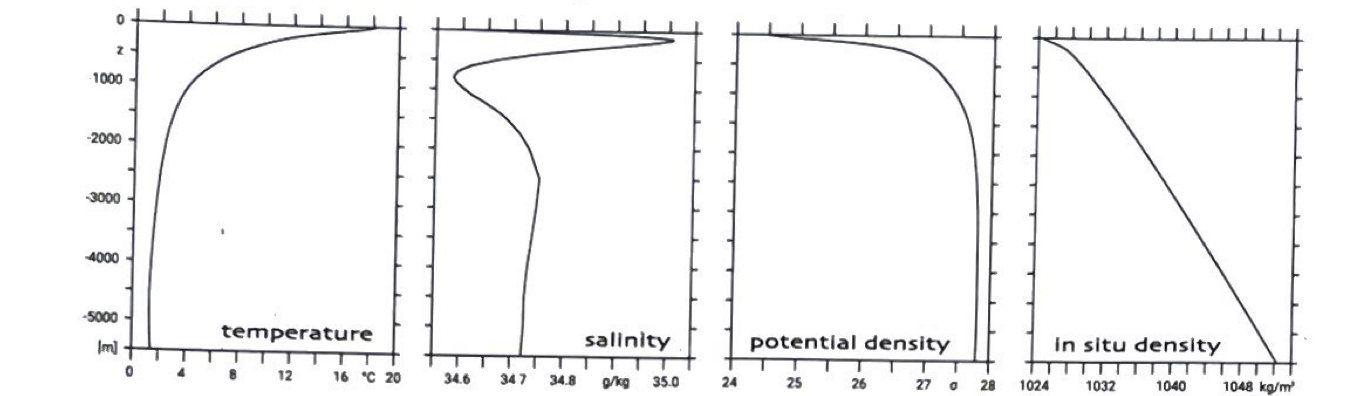 0
z
1000
-2000
-3000
-4000
-5000
[m]
temperature
0 4 8 12 16 °C 20
salinity
34.6 34.7 34.8 g/kg 35.0
potential density
24 25 26 27 σ 28
in situ density
1024 1032 1040 1048 kg/m³